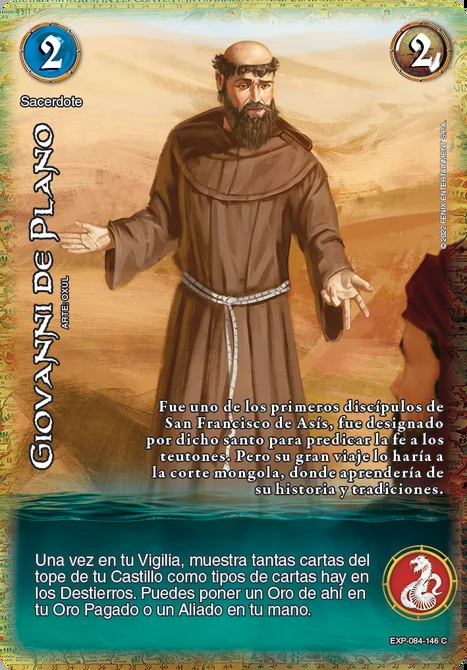 2
2
Sacerdote
Giovanni de Plano
ARTE: OXUL
© 2022 FENIX ENTERTAINMENT S.P.A.
Fue uno de los primeros discípulos de
San Francisco de Asís, fue designado
por dicho santo para predicar la fe a los
teutones. Pero su gran viaje lo haría a
la corte mongola, donde aprendería de
su historia y tradiciones.
Una vez en tu Vigilia, muestra tantas cartas del
tope de tu Castillo como tipos de cartas hay en
los Destierros. Puedes poner un Oro de ahí en
tu Oro Pagado o un Aliado en tu mano.
EXP-084-146 C